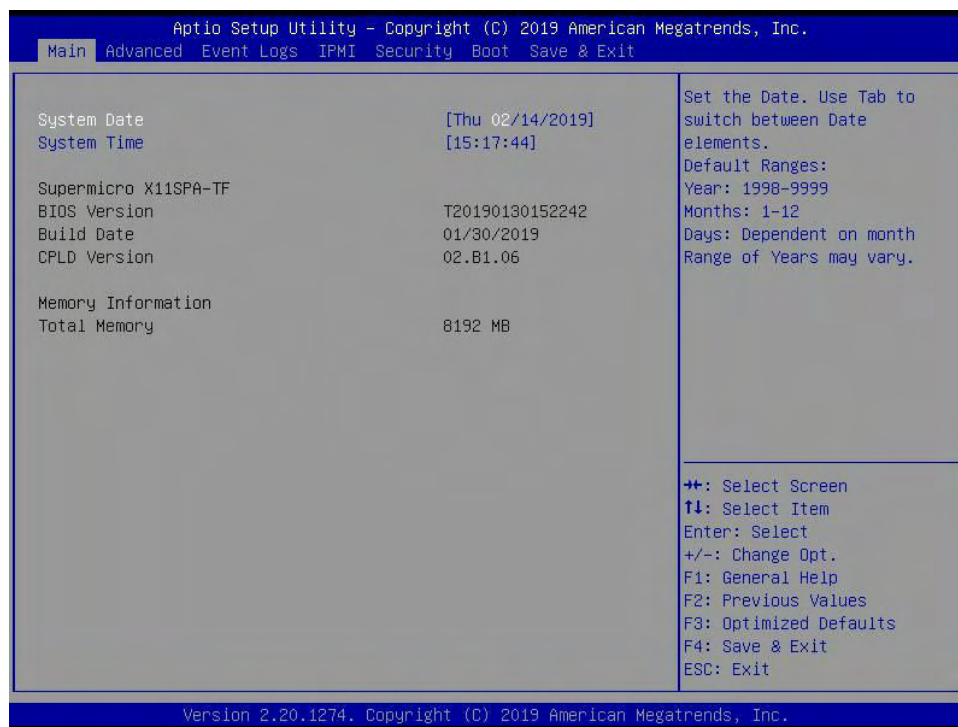 Aptio Setup Utility – Copyright (C) 2019 American Megatrends, Inc.
Main Advanced Event Logs IPMI Security Boot Save & Exit
System Date [Thu 02/14/2019]
System Time [15:17:44]
Supermicro X11SPA-TF
BIOS Version T20190130152242
Build Date 01/30/2019
CPLD Version 02.B1.06
Memory Information
Total Memory 8192 MB
Set the Date. Use Tab to
switch between Date
elements.
Default Ranges:
Year: 1998-9999
Months: 1-12
Days: Dependent on month
Range of Years may vary.
→←: Select Screen
↑↓: Select Item
Enter: Select
+/-: Change Opt.
F1: General Help
F2: Previous Values
F3: Optimized Defaults
F4: Save & Exit
ESC: Exit
Version 2.20.1274. Copyright (C) 2019 American Megatrends, Inc.